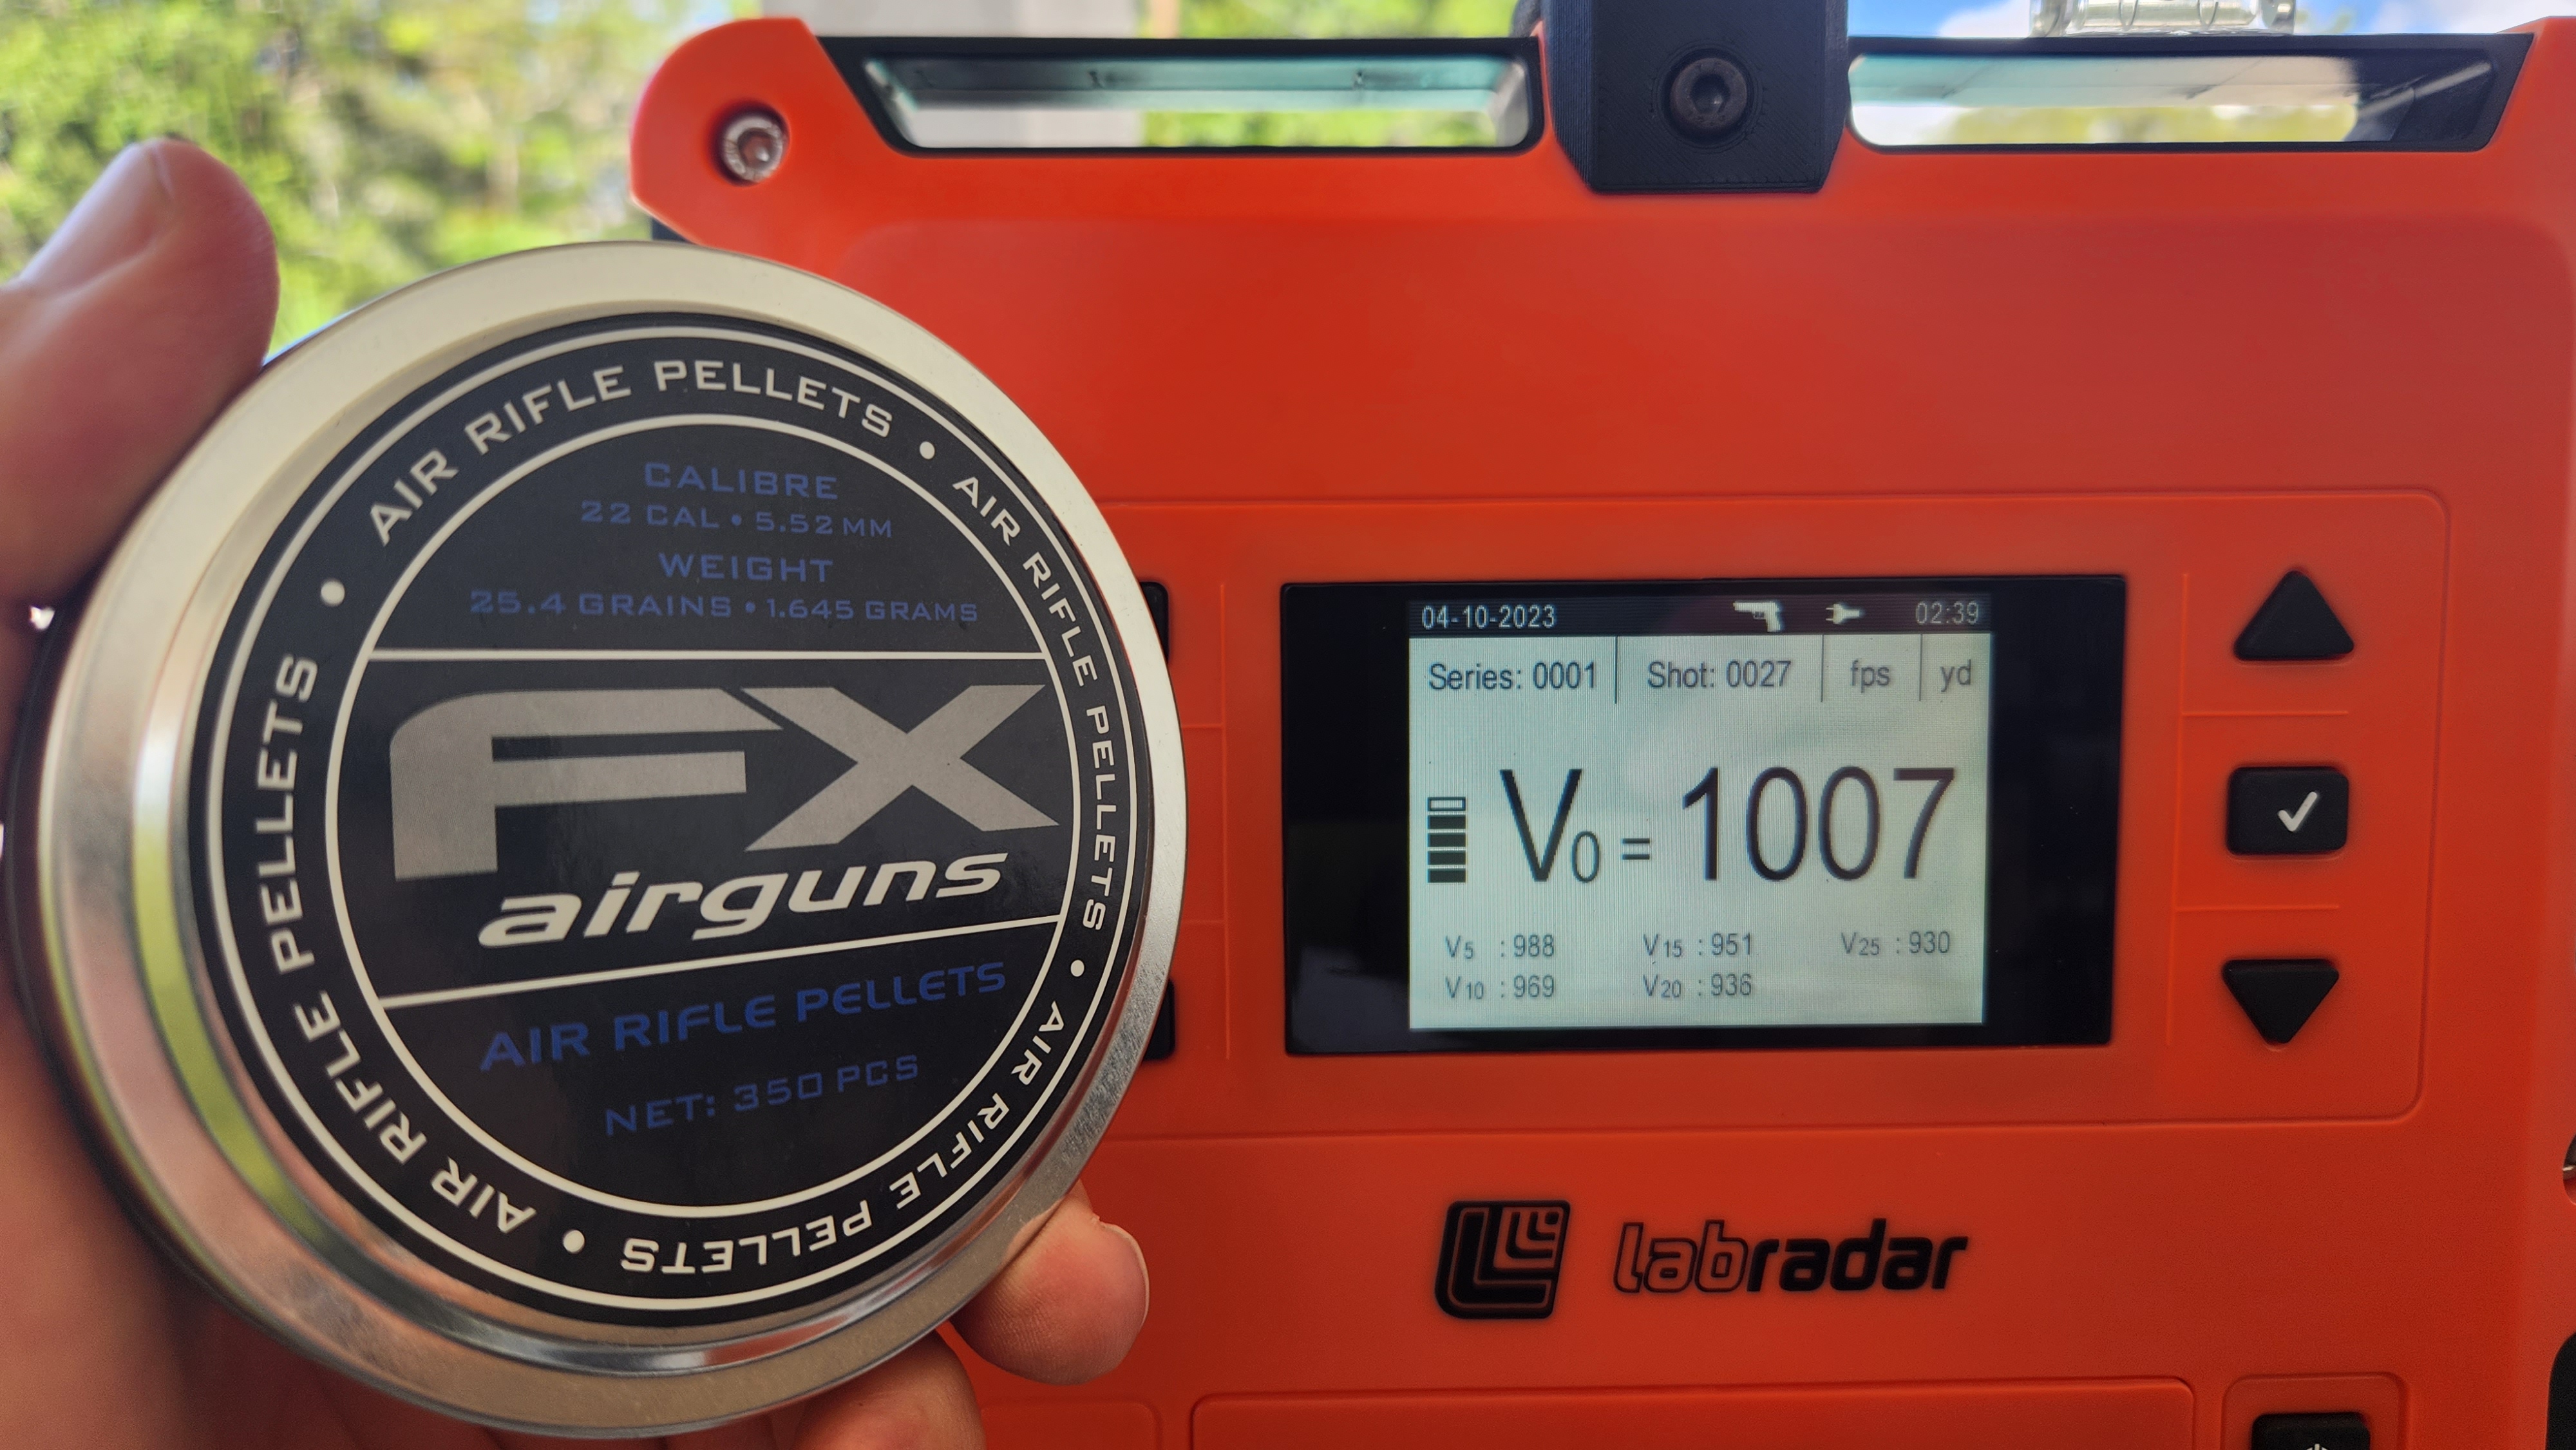 AIR RIFLE PELLETS • AIR RIFLE PELLETS • AIR RIFLE PELLETS • AIR RIFLE PELLETS •
CALIBRE
22 CAL • 5.52 MM
WEIGHT
25.4 GRAINS • 1.645 GRAMS
FX
airguns
AIR RIFLE PELLETS
NET: 350 PCS
04-10-2023 02:39
Series: 0001 Shot: 0027 fps yd
V0 = 1007
V5 : 988 V15 : 951 V25 : 930
V10 : 969 V20 : 936
labradar